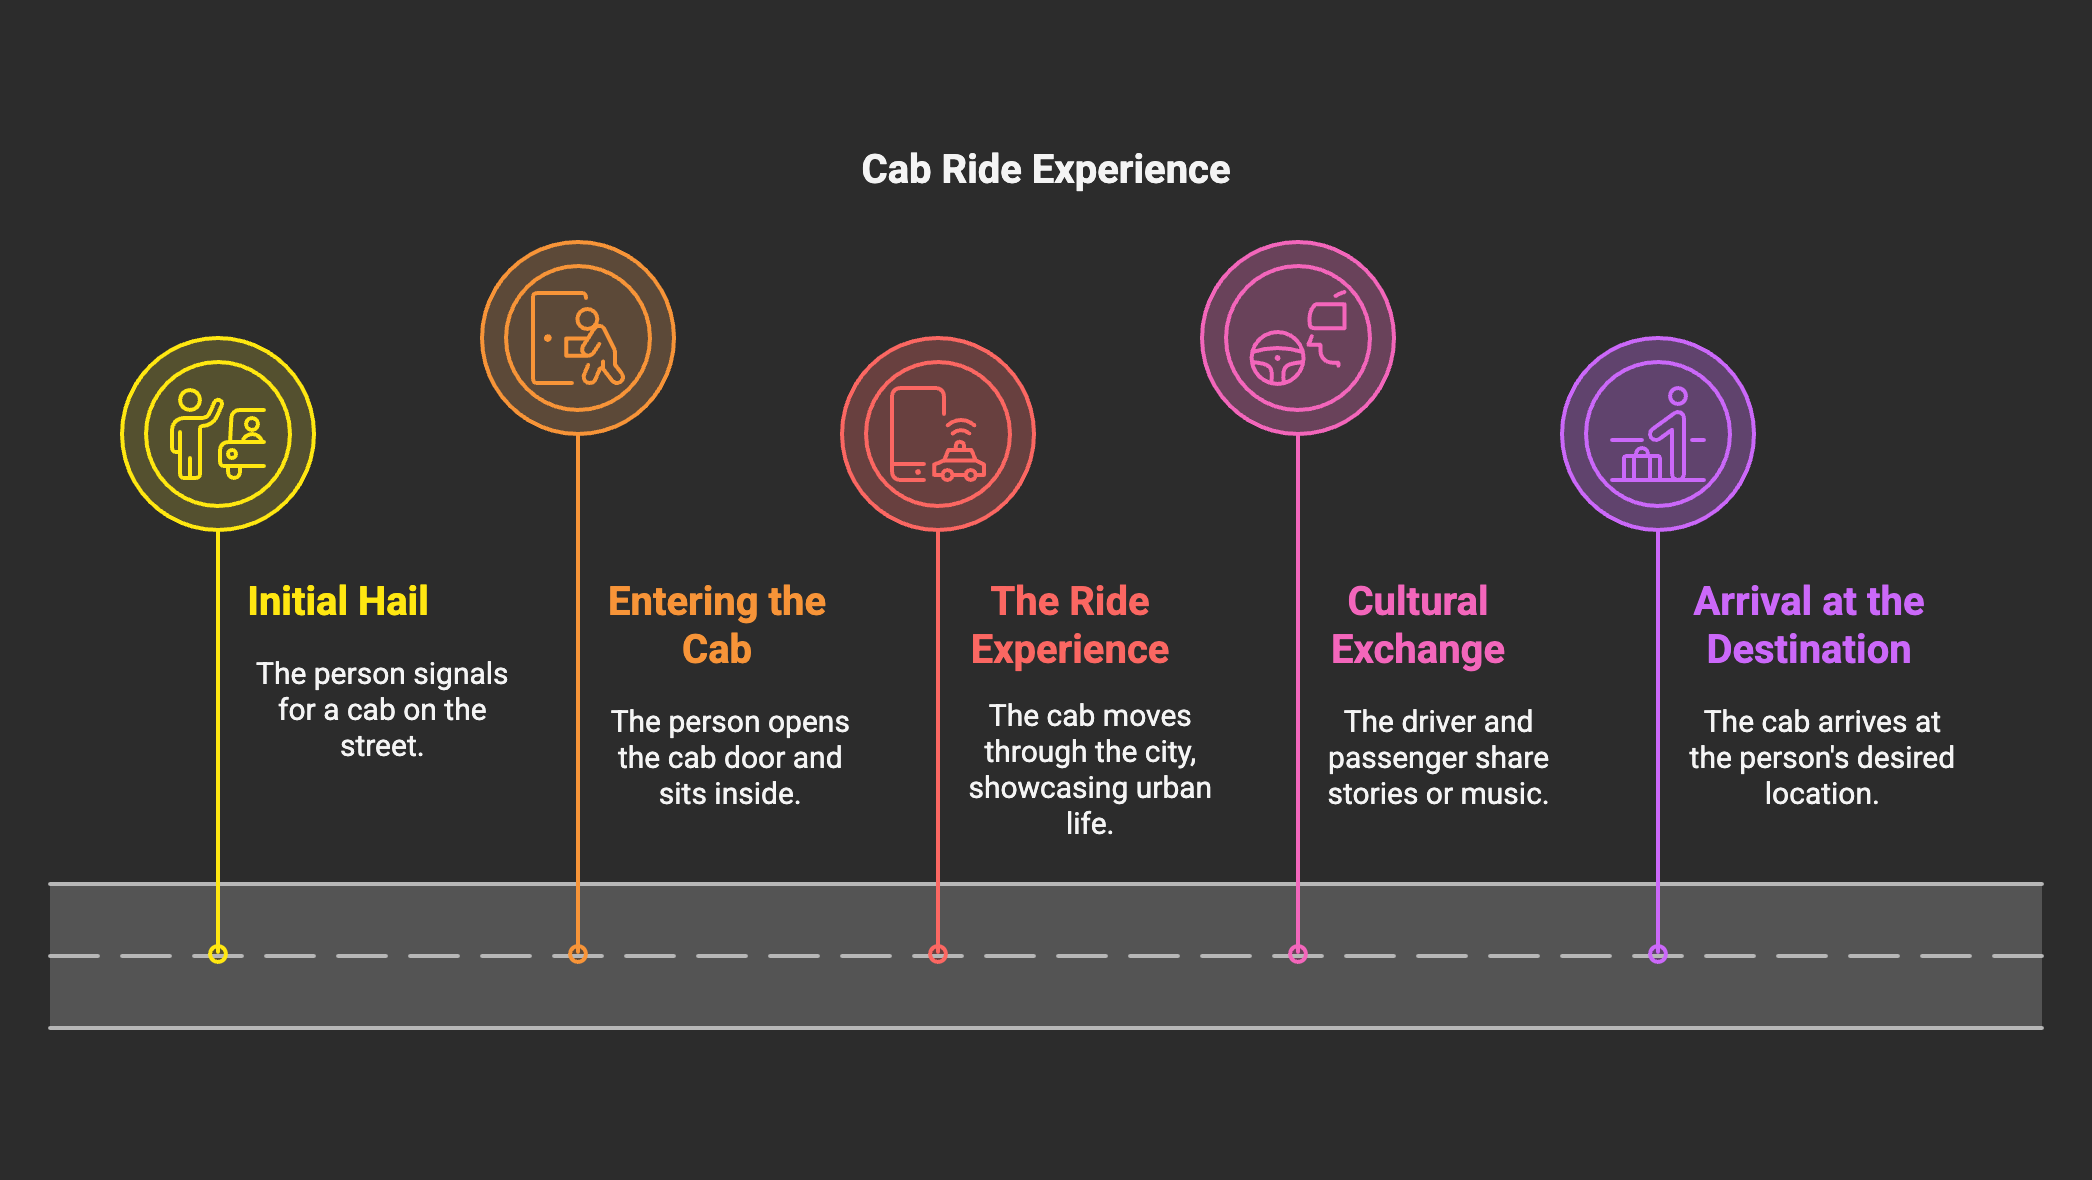 Cab Ride Experience
Initial Hail
The person signals
for a cab on the
street.
Entering the
Cab
The person opens
the cab door and
sits inside.
The Ride
Experience
The cab moves
through the city,
showcasing urban
life.
Cultural
Exchange
The driver and
passenger share
stories or music.
Arrival at the
Destination
The cab arrives at
the person's desired
location.